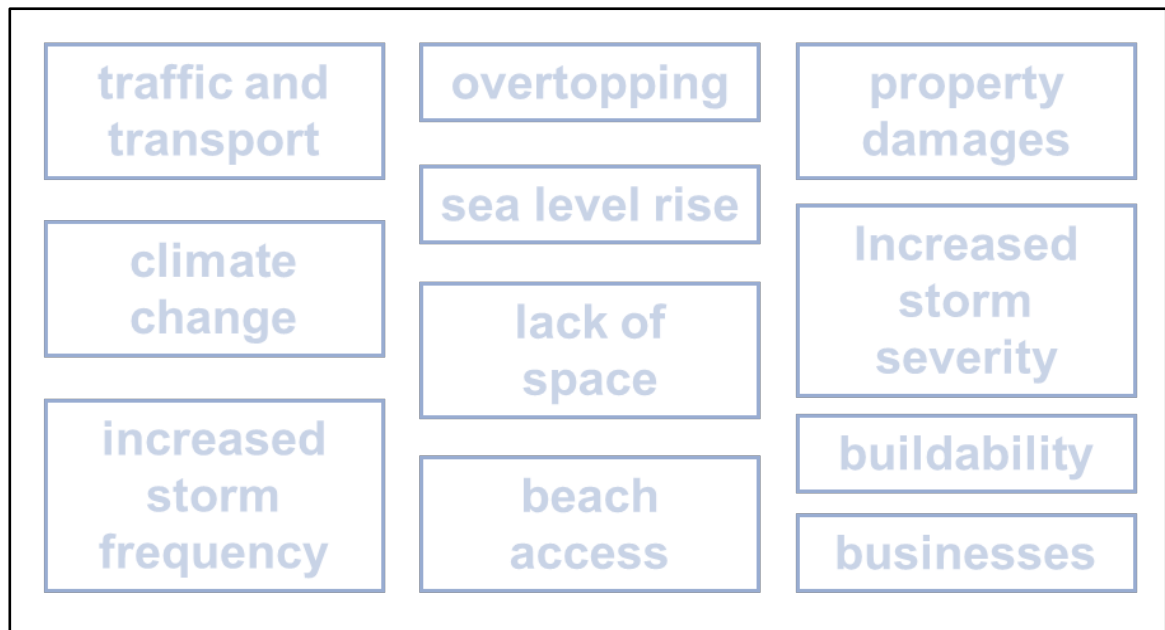 traffic and
transport
climate
change
increased
storm
frequency
overtopping
sea level rise
lack of
space
beach
access
property
damages
Increased
storm
severity
buildability
businesses